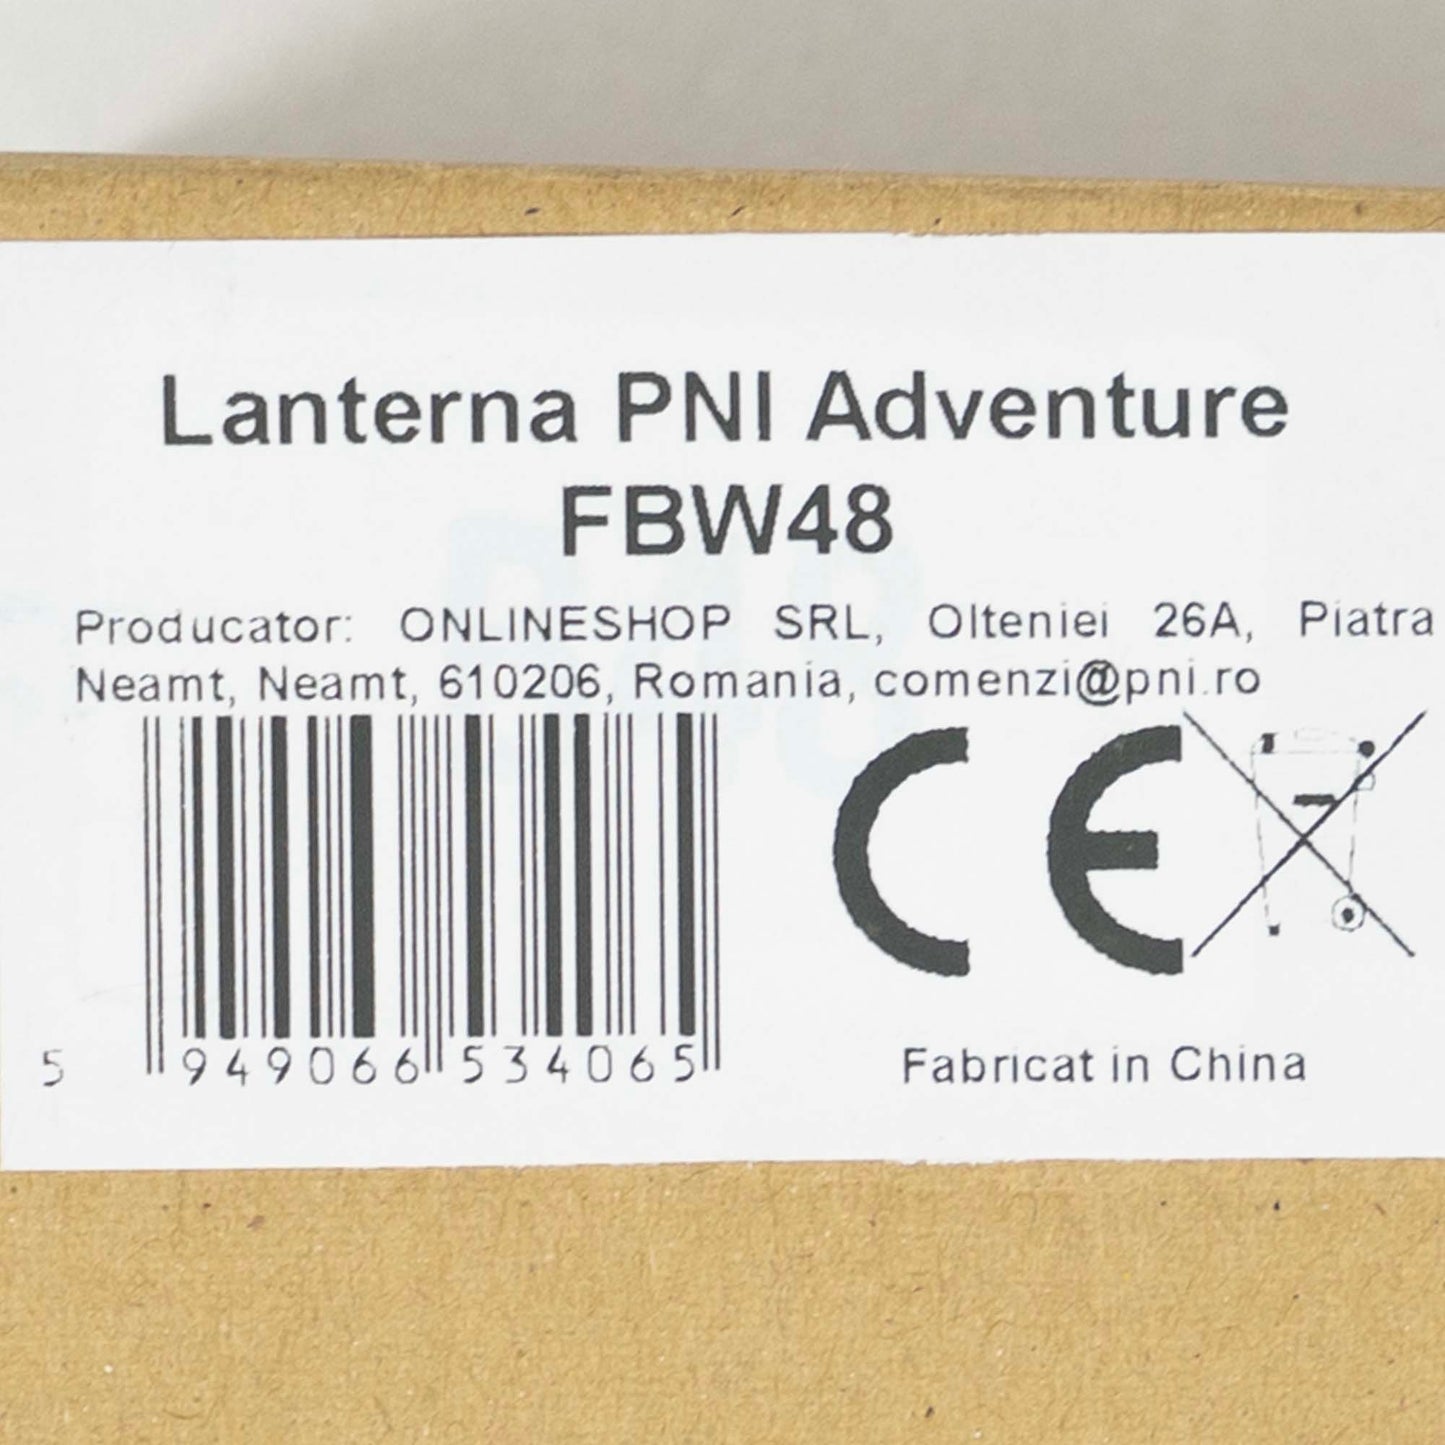 Lanterna PNI Adventure
FBW48
Producator: ONLINESHOP SRL, Olteniei 26A, Piatra
Neamt, Neamt, 610206, Romania, comenzi@pni.ro
CE
5 949066 534065
Fabricat in China